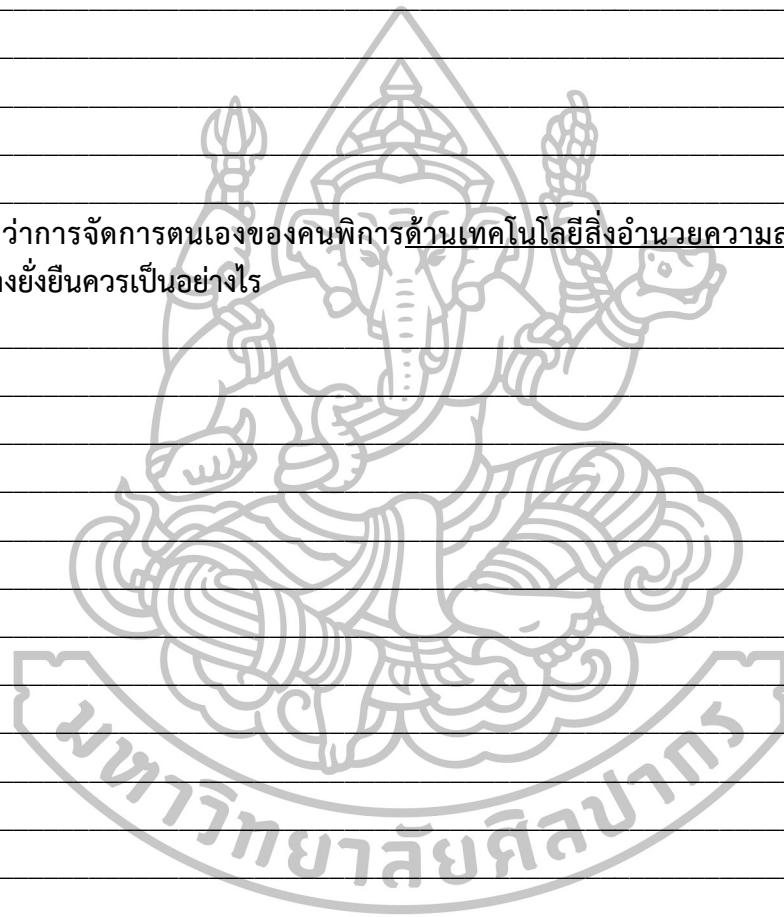 ว่าการจัดการตนเองของคนพิการด้านเทคโนโลยีสิ่งอำนวยความส
งยั่งยืนควรเป็นอย่างไร
มหาวิทยาลัยศิลปากร